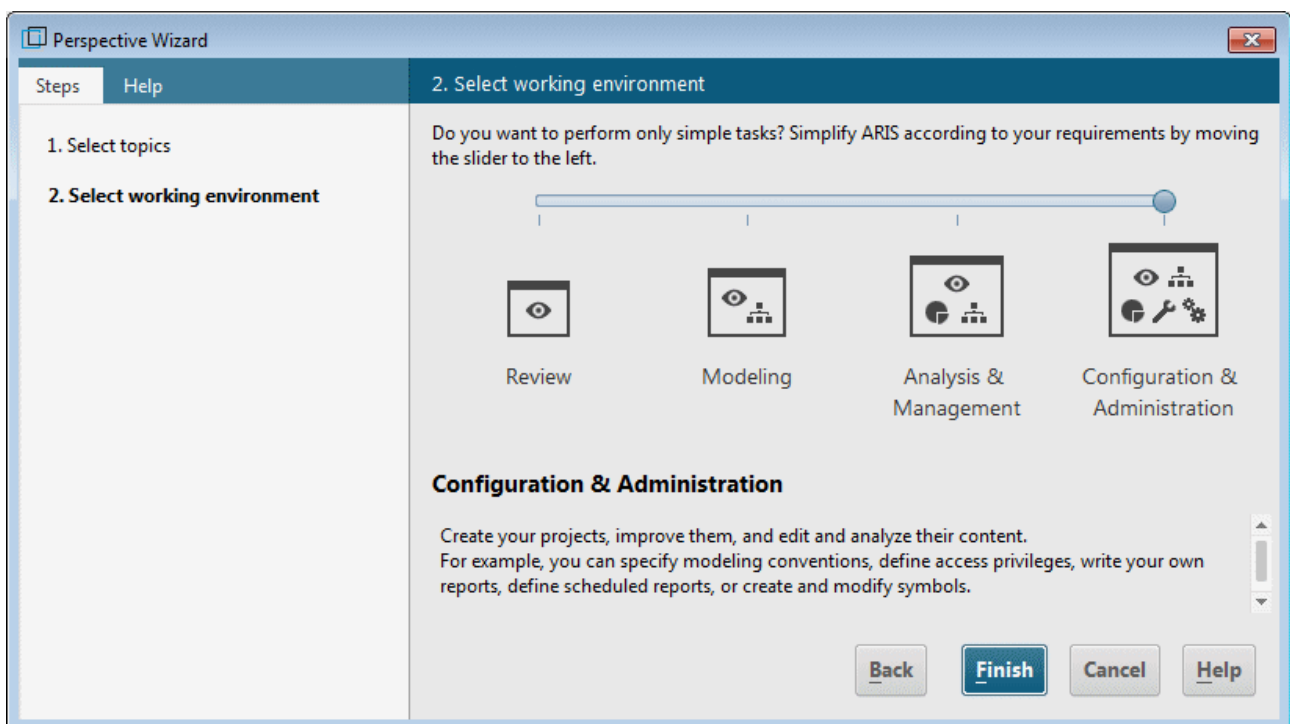 Perspective Wizard
Steps
Help
1. Select topics
2. Select working environment
2. Select working environment
Do you want to perform only simple tasks? Simplify ARIS according to your requirements by moving
the slider to the left.
Review
Modeling
Analysis &
Management
Configuration &
Administration
Configuration & Administration
Create your projects, improve them, and edit and analyze their content.
For example, you can specify modeling conventions, define access privileges, write your own
reports, define scheduled reports, or create and modify symbols.
Back
Finish
Cancel
Help